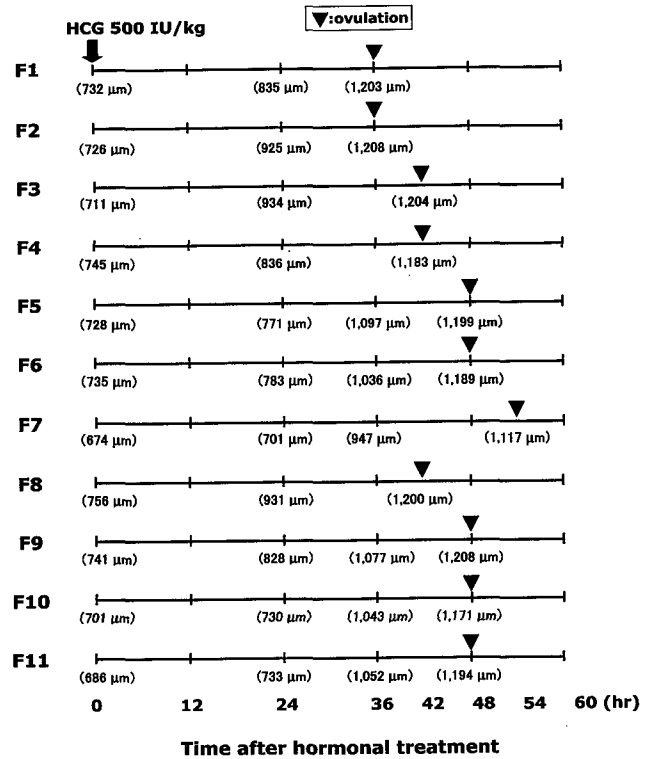 ▼:ovulation
HCG 500 IU/kg
F1
(732 µm) (835 µm) (1,203 µm)
F2
(726 µm) (925 µm) (1,208 µm)
F3
(711 µm) (934 µm) (1,204 µm)
F4
(745 µm) (836 µm) (1,183 µm)
F5
(728 µm) (771 µm) (1,097 µm) (1,199 µm)
F6
(735 µm) (783 µm) (1,036 µm) (1,189 µm)
F7
(674 µm) (701 µm) (947 µm) (1,117 µm)
F8
(756 µm) (931 µm) (1,200 µm)
F9
(741 µm) (828 µm) (1,077 µm) (1,208 µm)
F10
(701 µm) (730 µm) (1,043 µm) (1,171 µm)
F11
(686 µm) (733 µm) (1,052 µm) (1,194 µm)
0 12 24 36 42 48 54 60 (hr)
Time after hormonal treatment